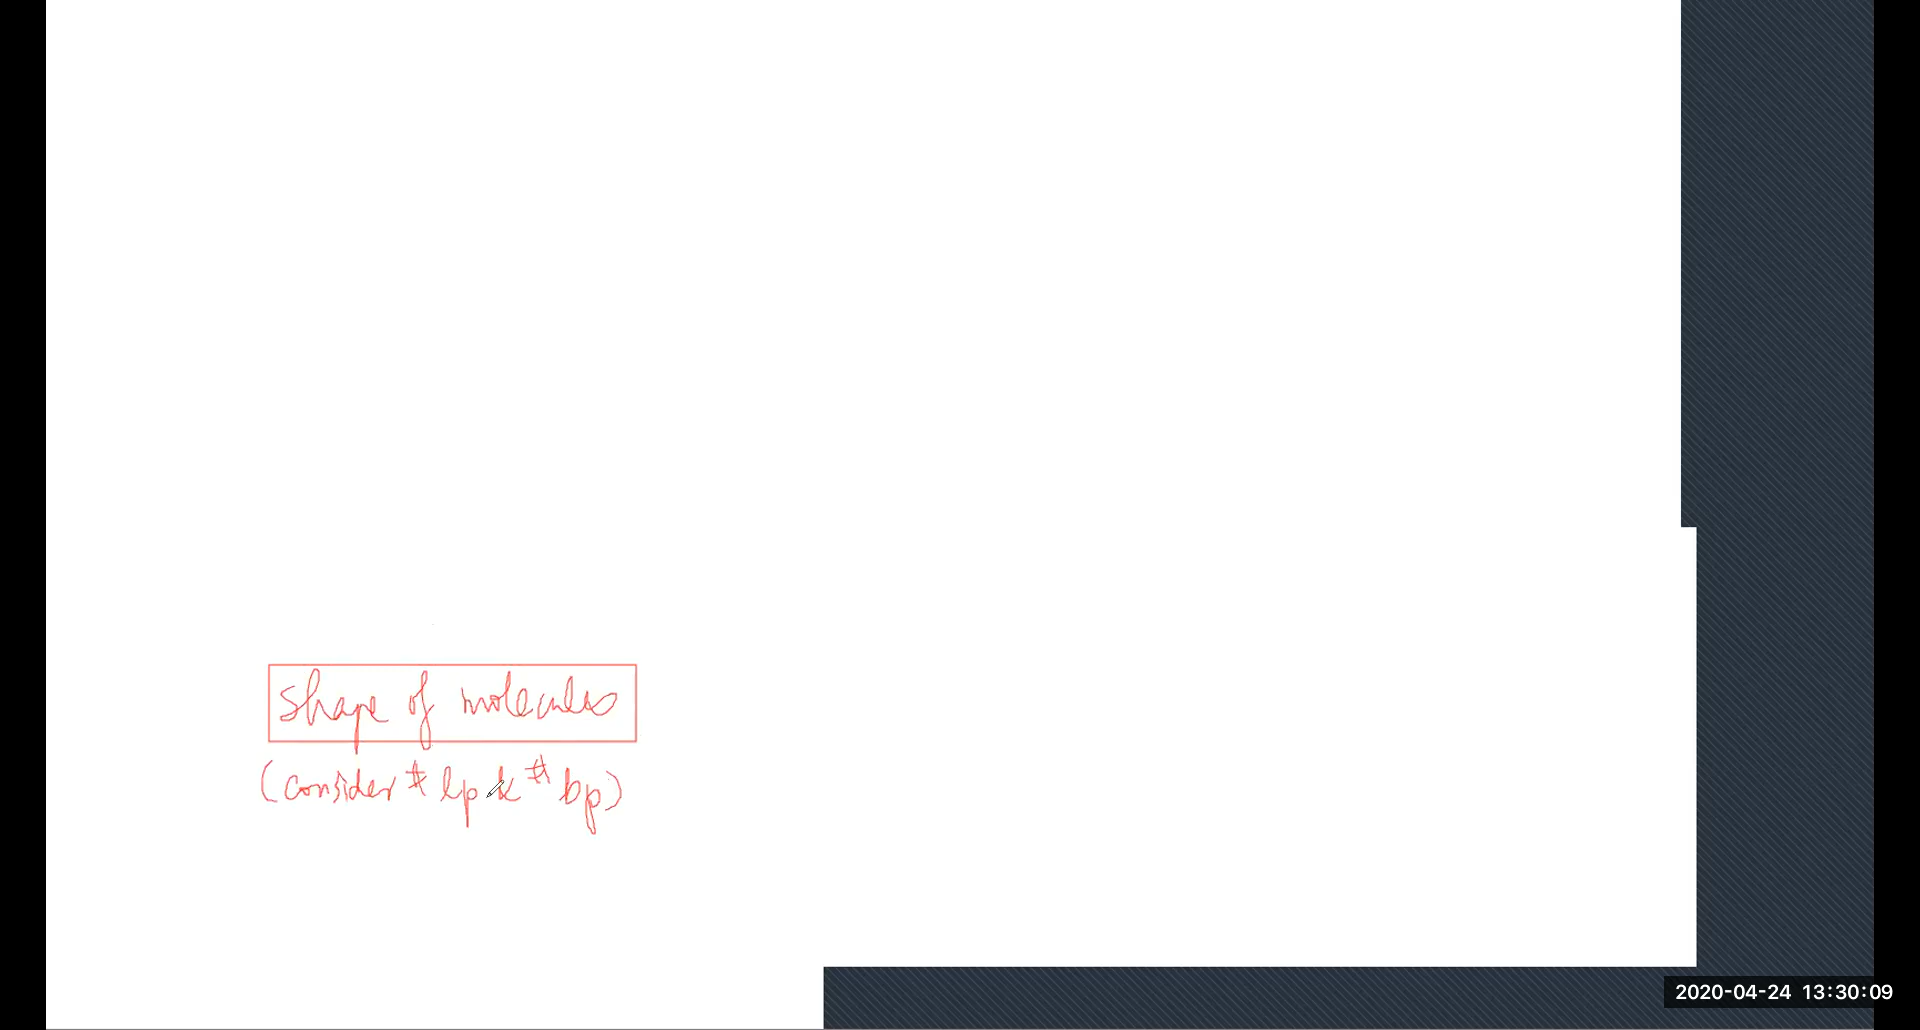 shape of molecules
(consider # lp & # bp)
2020-04-24 13:30:09